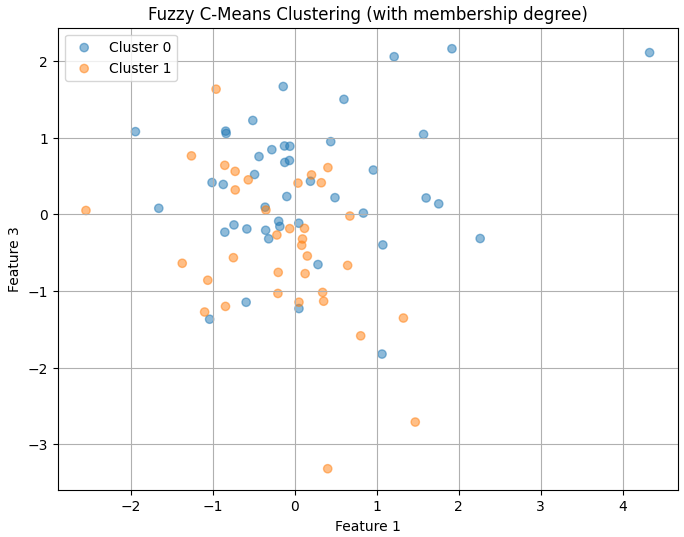 Fuzzy C-Means Clustering (with membership degree)
Cluster 0
Cluster 1
Feature 3
2
1
0
−1
−2
−3
−2
−1
0
1
2
3
4
Feature 1